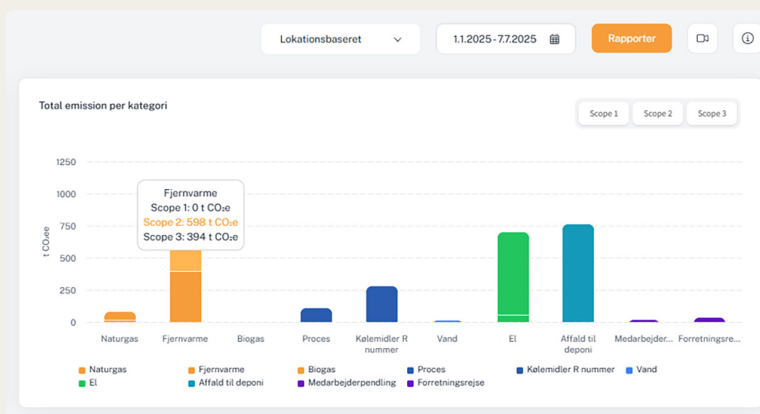 Lokationsbaseret
1.1.2025 - 7.7.2025
Rapporter
Total emission per kategori
Scope 1 Scope 2 Scope 3
t CO₂ee
1250
1000
750
500
250
0
Fjernvarme
Scope 1: 0 t CO₂e
Scope 2: 598 t CO₂e
Scope 3: 394 t CO₂e
Naturgas Fjernvarme Biogas Proces Kølemidler R nummer Vand El Affald til deponi Medarbejder... Forretningsre...
Naturgas Fjernvarme Biogas Proces Kølemidler R nummer Vand
El Affald til deponi Medarbejderpendling Forretningsrejse